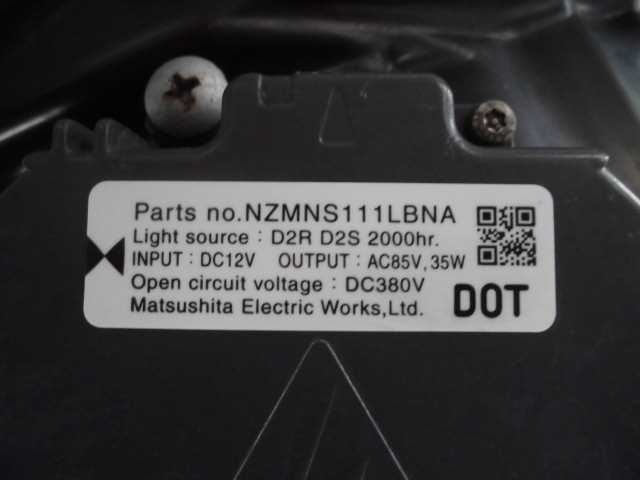 Parts no.NZMNS111LBNA
Light source : D2R D2S 2000hr.
INPUT : DC12V OUTPUT : AC85V, 35W
Open circuit voltage : DC380V
Matsushita Electric Works,Ltd.
DOT